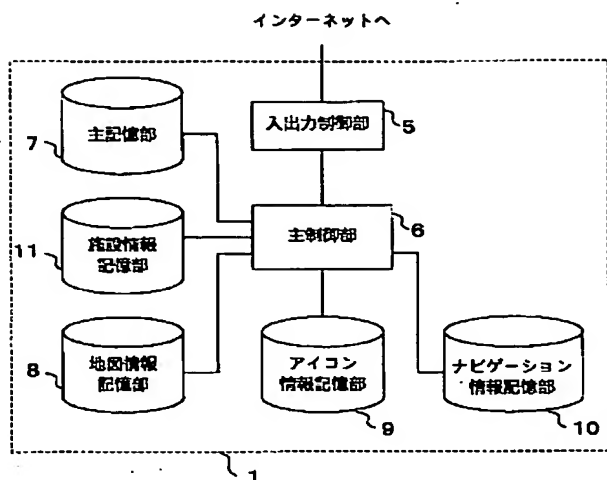 インターネットへ
入出力制御部
5
主記憶部
7
主制御部
6
施設情報
記憶部
11
地図情報
記憶部
8
アイコン
情報記憶部
9
ナビゲーション
情報記憶部
10
1